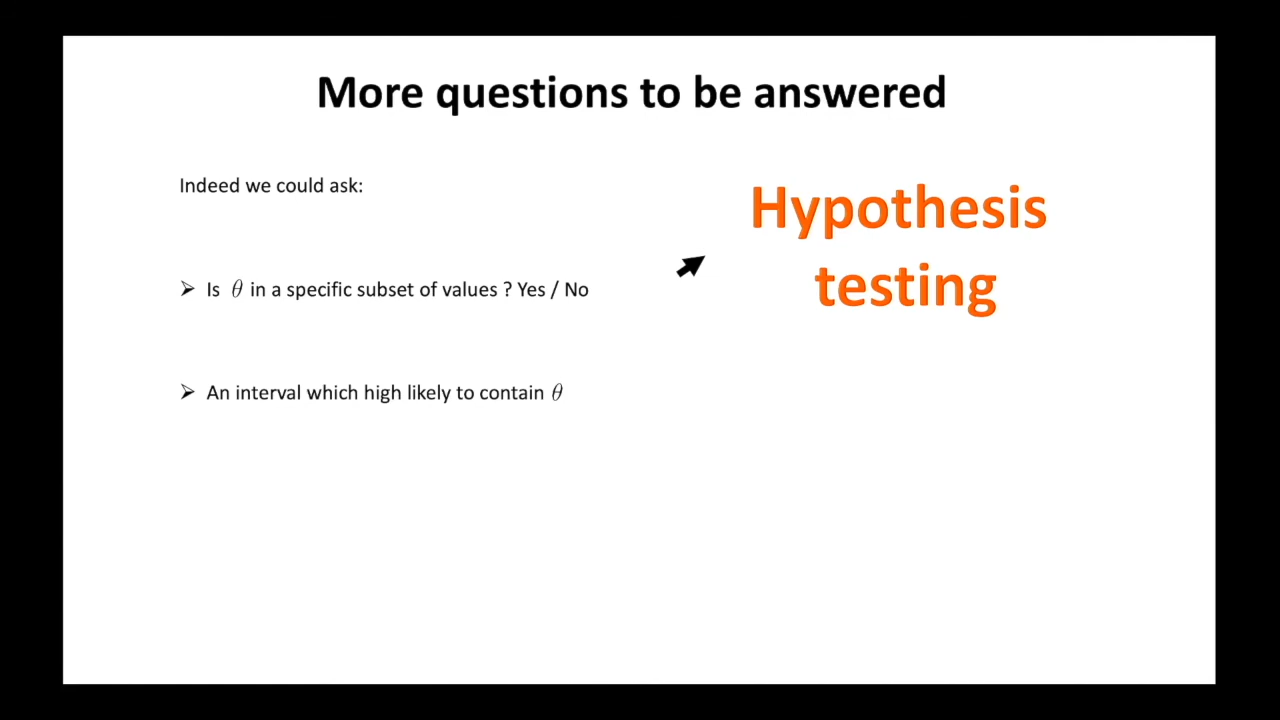 More questions to be answered
Indeed we could ask:
Hypothesis
testing
➢ Is θ in a specific subset of values ? Yes / No
➢ An interval which high likely to contain θ